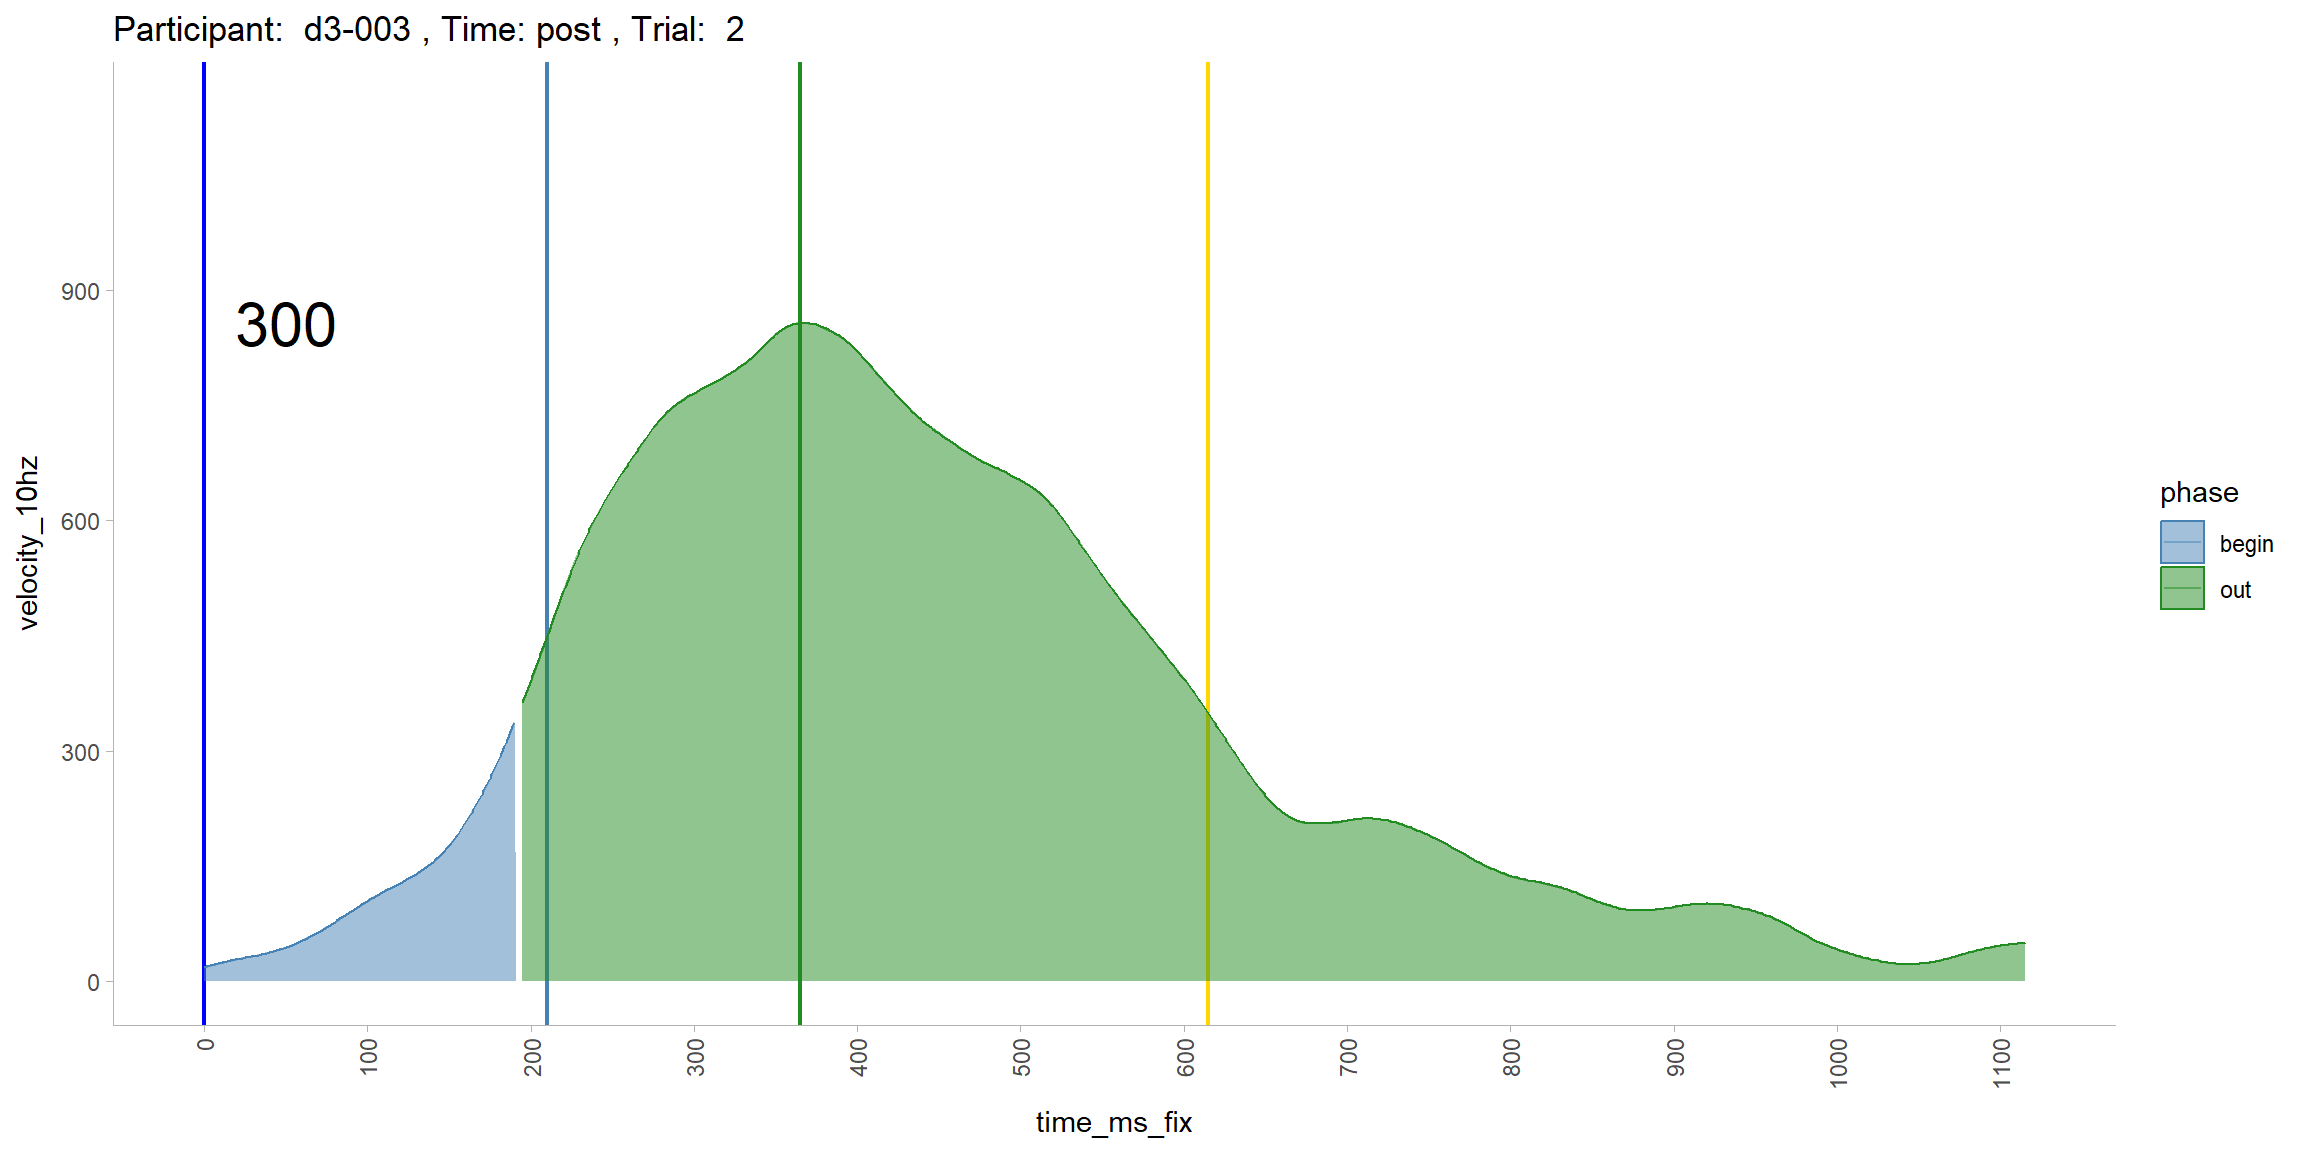 Participant:  d3-003 , Time: post , Trial:  2
900
300
velocity_10hz
600
300
0
phase
begin
out
0
100
200
300
400
500
600
700
800
900
1000
1100
time_ms_fix